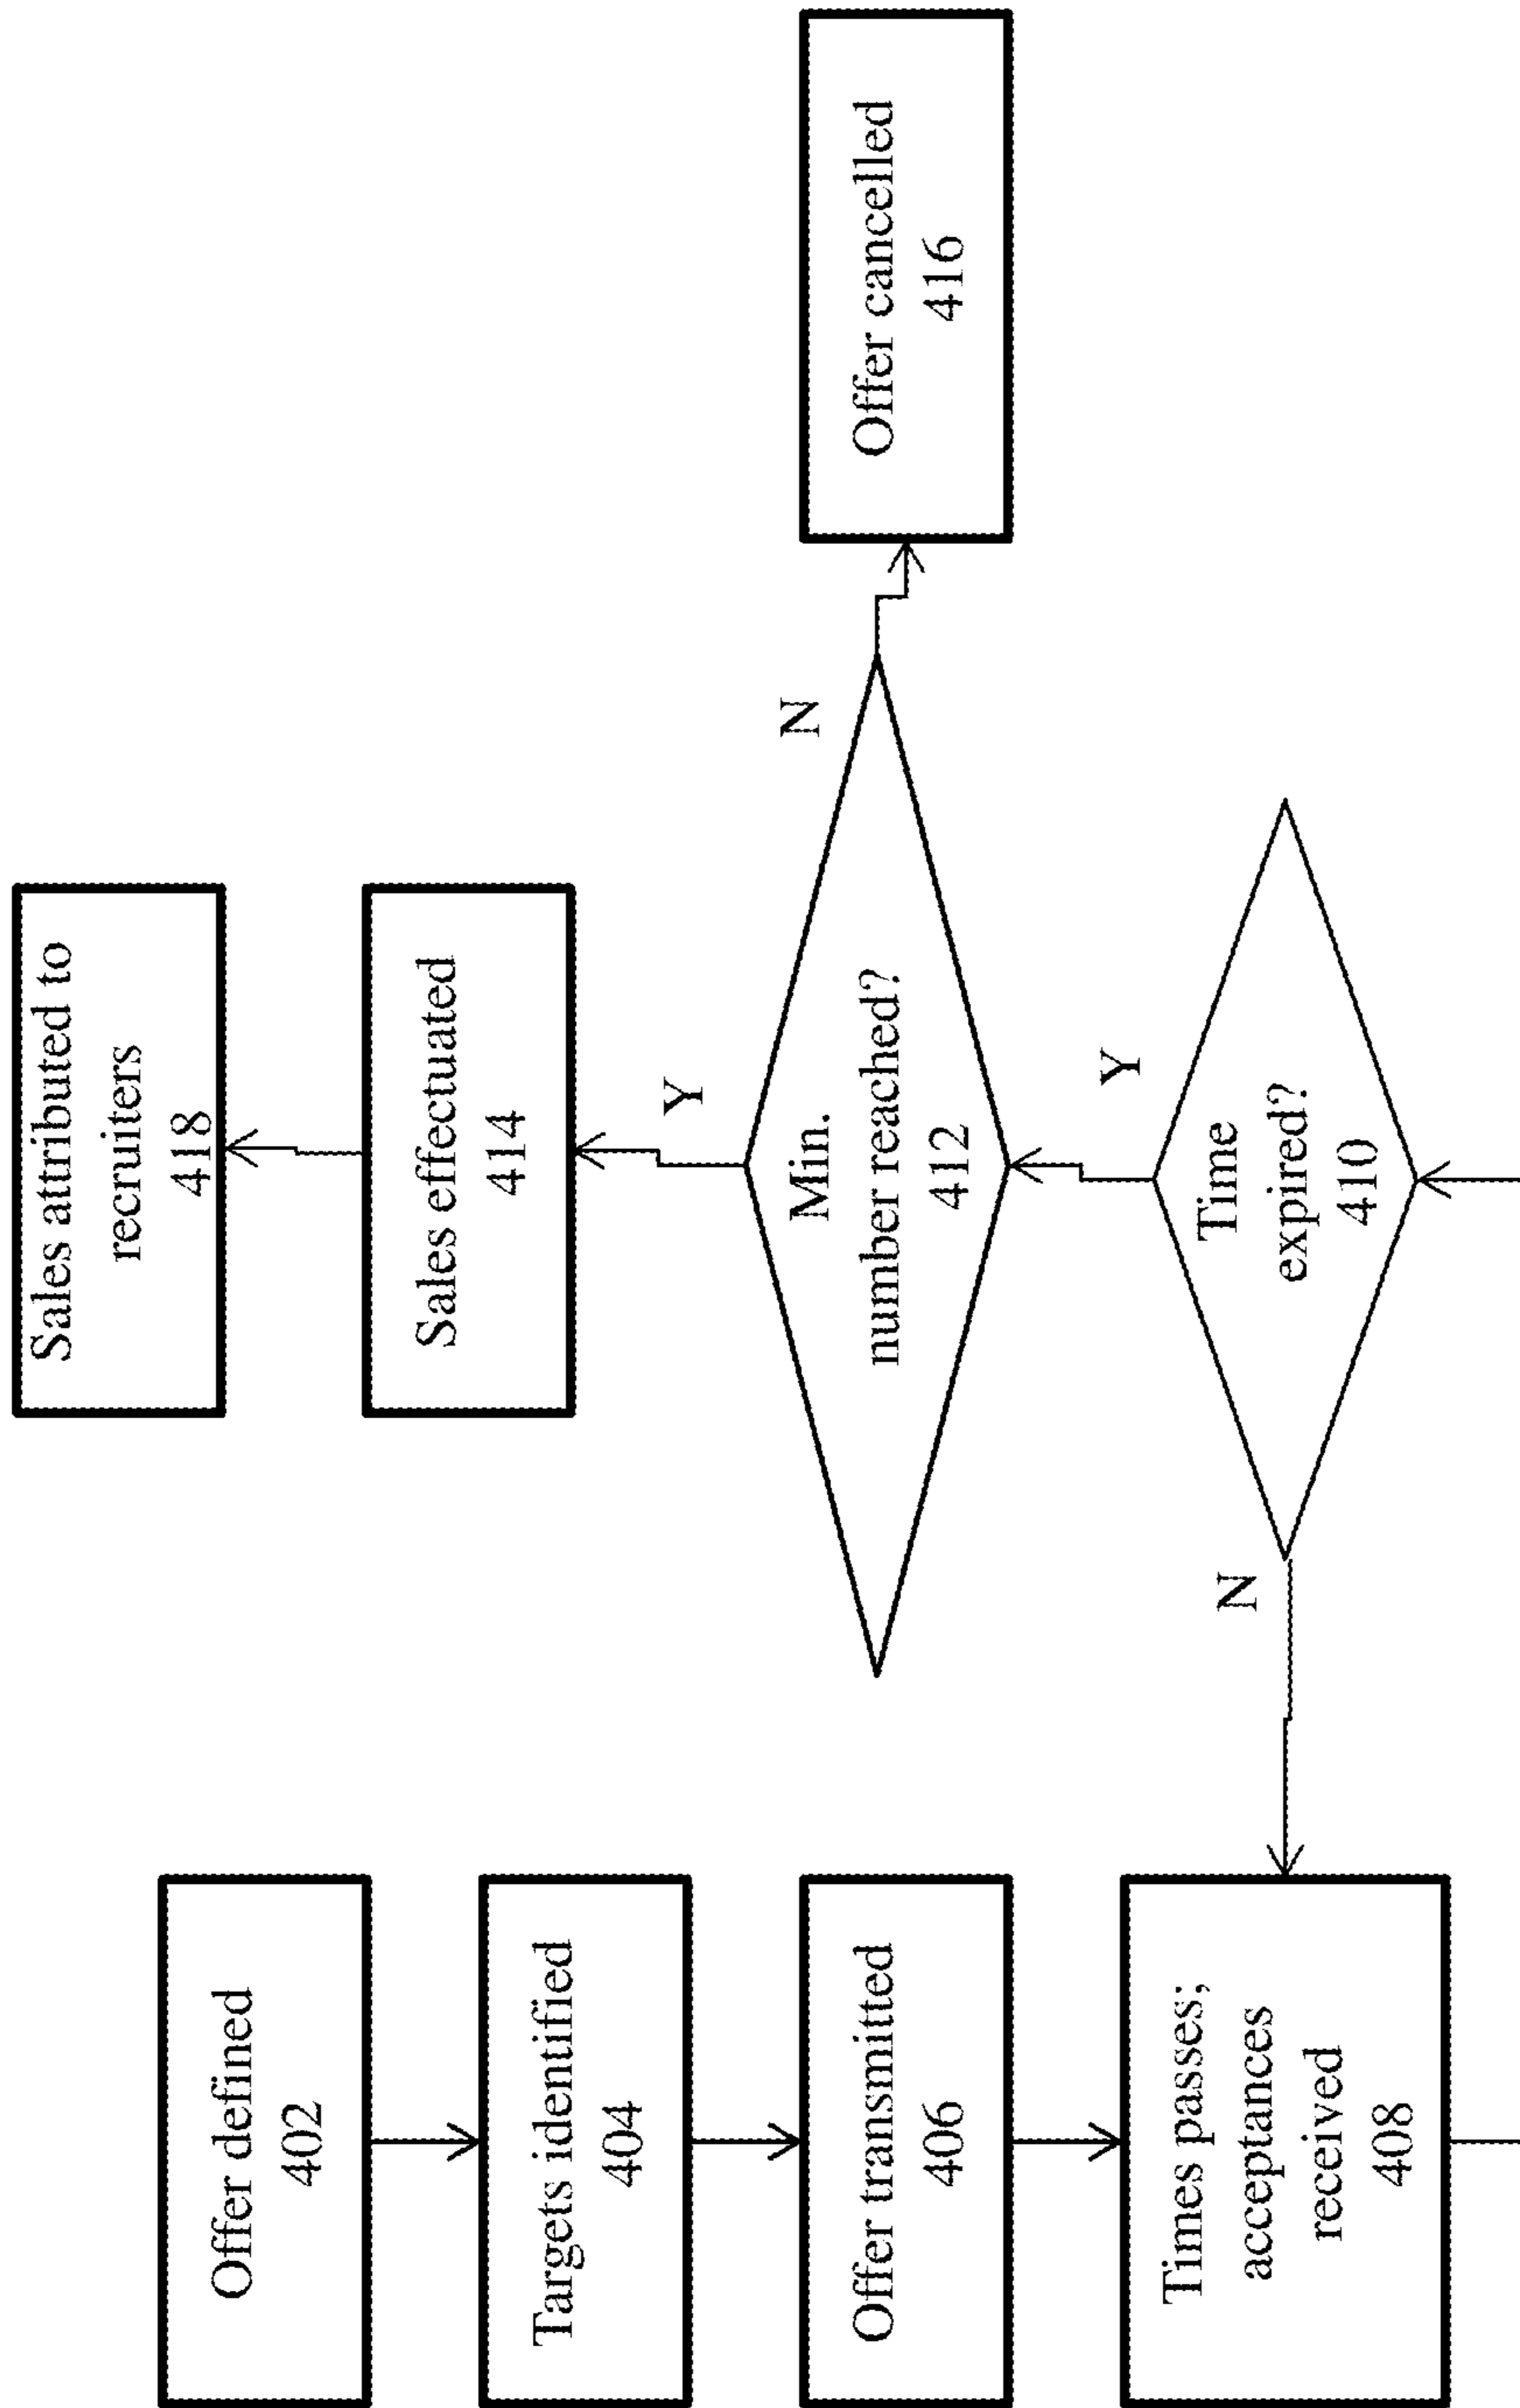 Offer defined
402
Targets identified
404
Offer transmitted
406
Times passes;
acceptances
received
408
Time
expired?
410
N
Y
Min.
number reached?
412
Y
N
Sales effectuated
414
Sales attributed to
recruiters
418
Offer cancelled
416